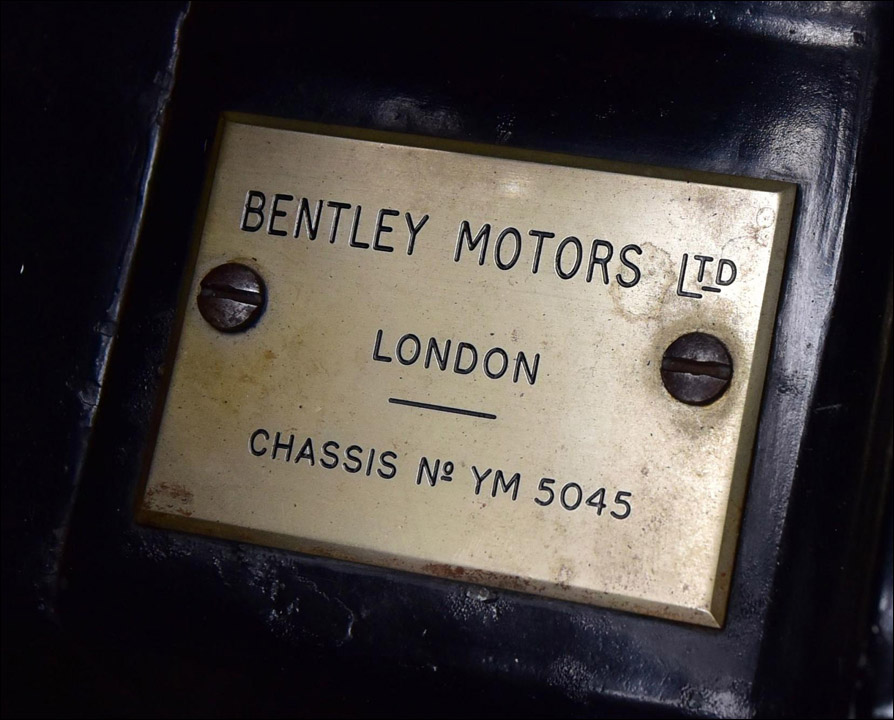 BENTLEY MOTORS LTD
LONDON
CHASSIS Nº YM 5045